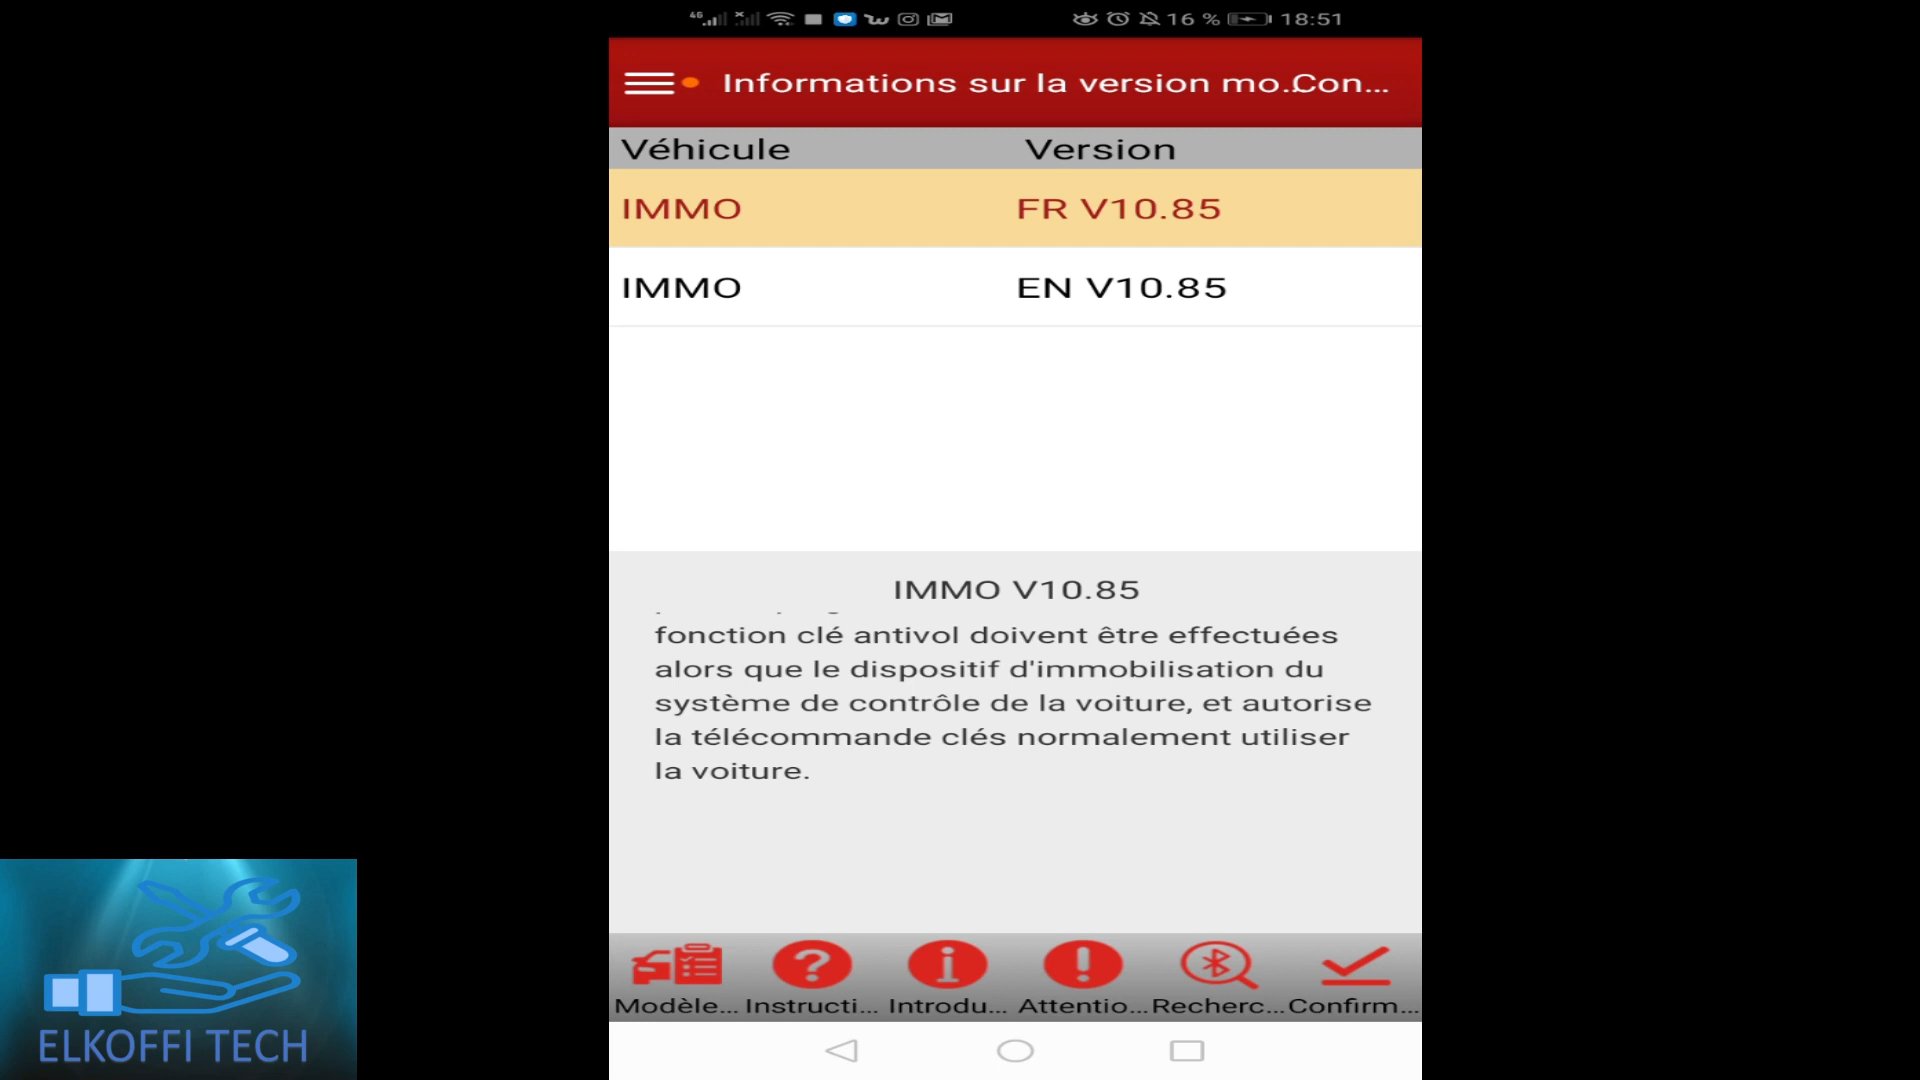 4G 16 % 18:51
Informations sur la version mo..Con...
Véhicule Version
IMMO FR V10.85
IMMO EN V10.85
IMMO V10.85
fonction clé antivol doivent être effectuées
alors que le dispositif d'immobilisation du
système de contrôle de la voiture, et autorise
la télécommande clés normalement utiliser
la voiture.
Modèle... Instructi... Introdu... Attentio... Recherc... Confirm...
ELKOFFI TECH